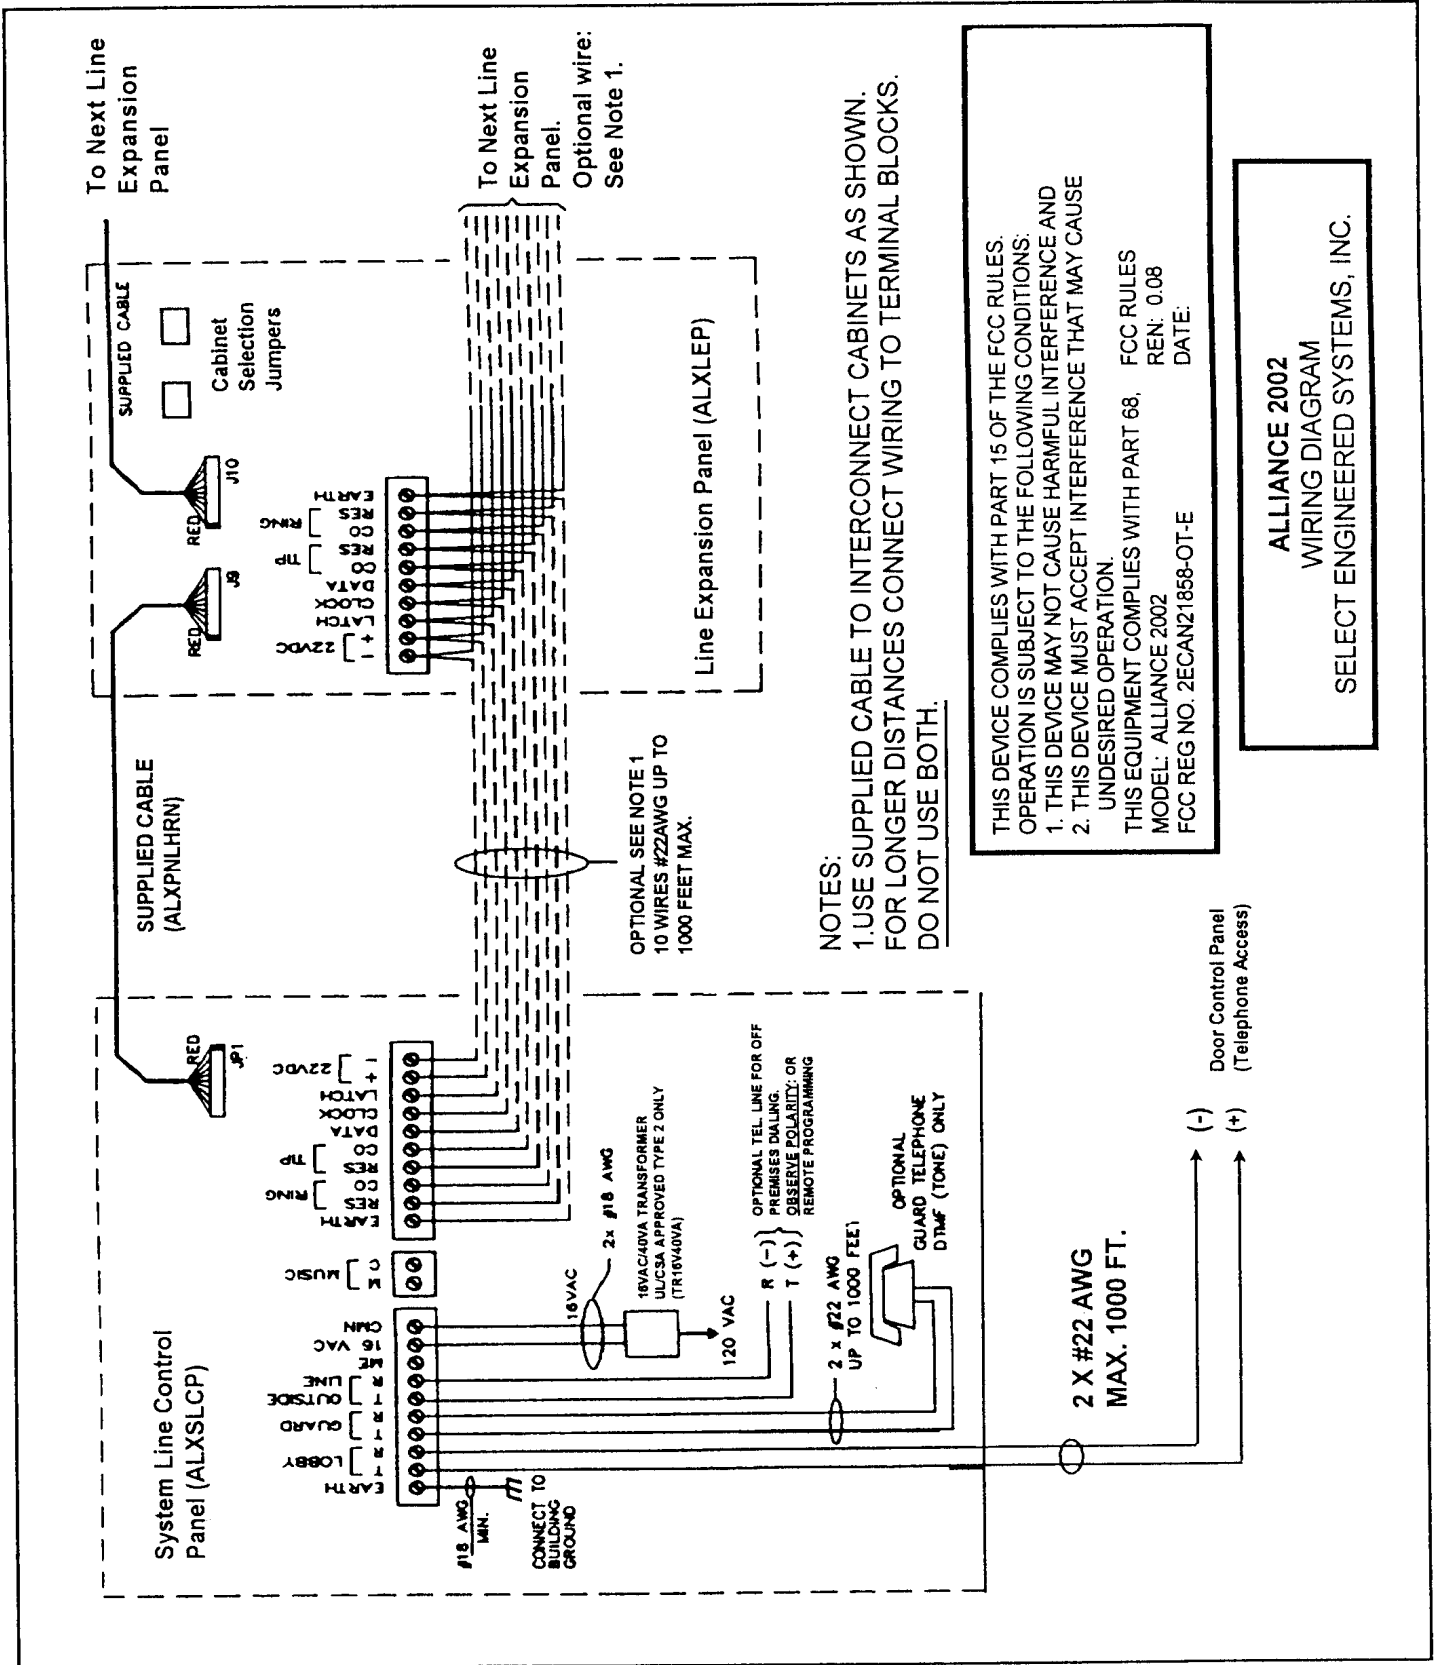 System Line Control
Panel (ALXSLCP)
SUPPLIED CABLE
(ALXPNLHRN)
To Next Line
Expansion
Panel
SUPPLIED CABLE
RED
JP1
RED
J9
RED
J10
Cabinet
Selection
Jumpers
EARTH
T
R
LOBBY
T
R
GUARD
T
R
OUTSIDE
LINE
ME
16 VAC
CMN
M
C
MUSIC
EARTH
RES
CO
RING
RES
CO
TIP
DATA
CLOCK
LATCH
+
-
22VDC
-
+
22VDC
LATCH
CLOCK
DATA
CO
RES
TIP
CO
RES
RING
EARTH
To Next Line
Expansion
Panel.
Optional wire:
See Note 1.
#18 AWG
MIN.
CONNECT TO
BUILDING
GROUND
16VAC
2x #18 AWG
16VAC/40VA TRANSFORMER
UL/CSA APPROVED TYPE 2 ONLY
(TR16V40VA)
120 VAC
R (-)
T (+)
OPTIONAL TEL. LINE FOR OFF
PREMISES DIALING.
OBSERVE POLARITY: OR
REMOTE PROGRAMMING
2 x #22 AWG
UP TO 1000 FEET
OPTIONAL
GUARD TELEPHONE
DTMF (TONE) ONLY
OPTIONAL SEE NOTE 1
10 WIRES #22AWG UP TO
1000 FEET MAX.
Line Expansion Panel (ALXLEP)
2 X #22 AWG
MAX. 1000 FT.
(-)
(+)
Door Control Panel
(Telephone Access)
NOTES:
1.USE SUPPLIED CABLE TO INTERCONNECT CABINETS AS SHOWN.
FOR LONGER DISTANCES CONNECT WIRING TO TERMINAL BLOCKS.
DO NOT USE BOTH.
THIS DEVICE COMPLIES WITH PART 15 OF THE FCC RULES.
OPERATION IS SUBJECT TO THE FOLLOWING CONDITIONS:
1. THIS DEVICE MAY NOT CAUSE HARMFUL INTERFERENCE AND
2. THIS DEVICE MUST ACCEPT INTERFERENCE THAT MAY CAUSE
UNDESIRED OPERATION.
THIS EQUIPMENT COMPLIES WITH PART 68, FCC RULES
MODEL: ALLIANCE 2002 REN: 0.08
FCC REG NO. 2ECAN21858-OT-E DATE:
ALLIANCE 2002
WIRING DIAGRAM
SELECT ENGINEERED SYSTEMS, INC.